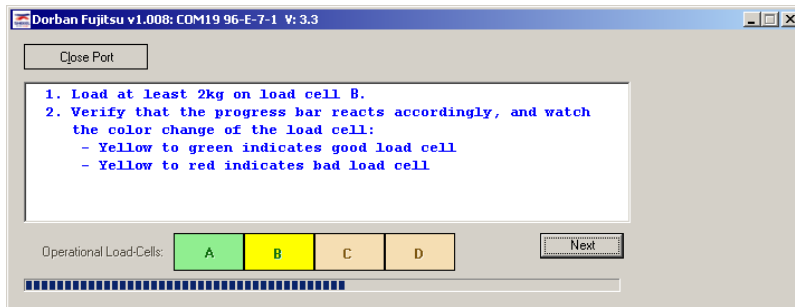 Dorban Fujitsu v1.008: COM19 96-E-7-1 V: 3.3
Close Port
1. Load at least 2kg on load cell B.
2. Verify that the progress bar reacts accordingly, and watch
the color change of the load cell:
- Yellow to green indicates good load cell
- Yellow to red indicates bad load cell
Operational Load-Cells: A B C D Next